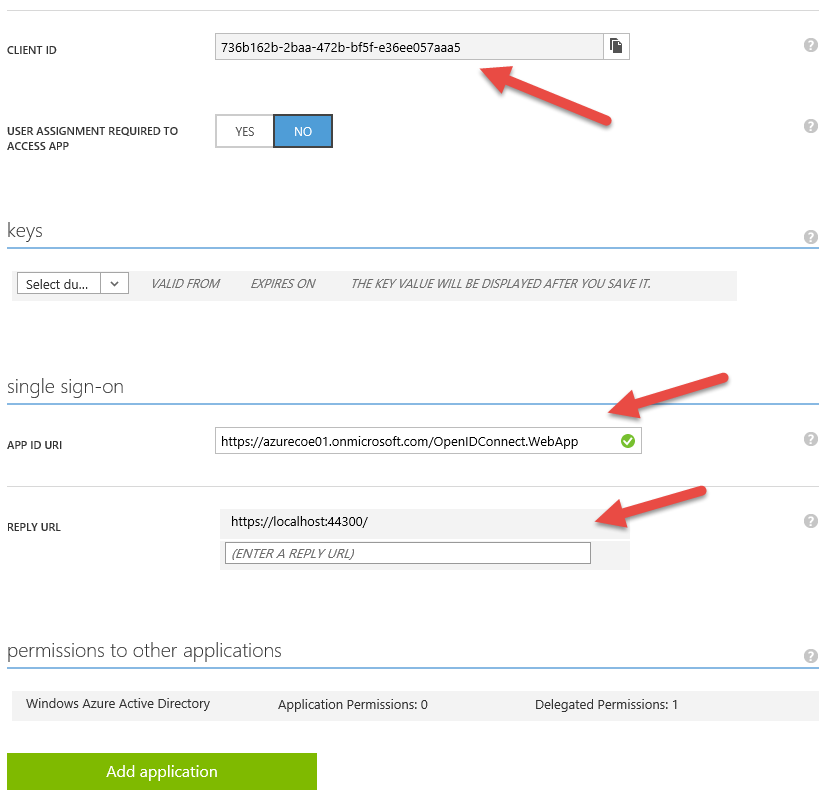 CLIENT ID
736b162b-2baa-472b-bf5f-e36ee057aaa5
?
USER ASSIGNMENT REQUIRED TO
ACCESS APP
YES
NO
?
keys
?
Select du...
VALID FROM
EXPIRES ON
THE KEY VALUE WILL BE DISPLAYED AFTER YOU SAVE IT.
single sign-on
APP ID URI
https://azurecoe01.onmicrosoft.com/OpenIDConnect.WebApp
?
REPLY URL
https://localhost:44300/
?
(ENTER A REPLY URL)
permissions to other applications
?
Windows Azure Active Directory
Application Permissions: 0
Delegated Permissions: 1
Add application